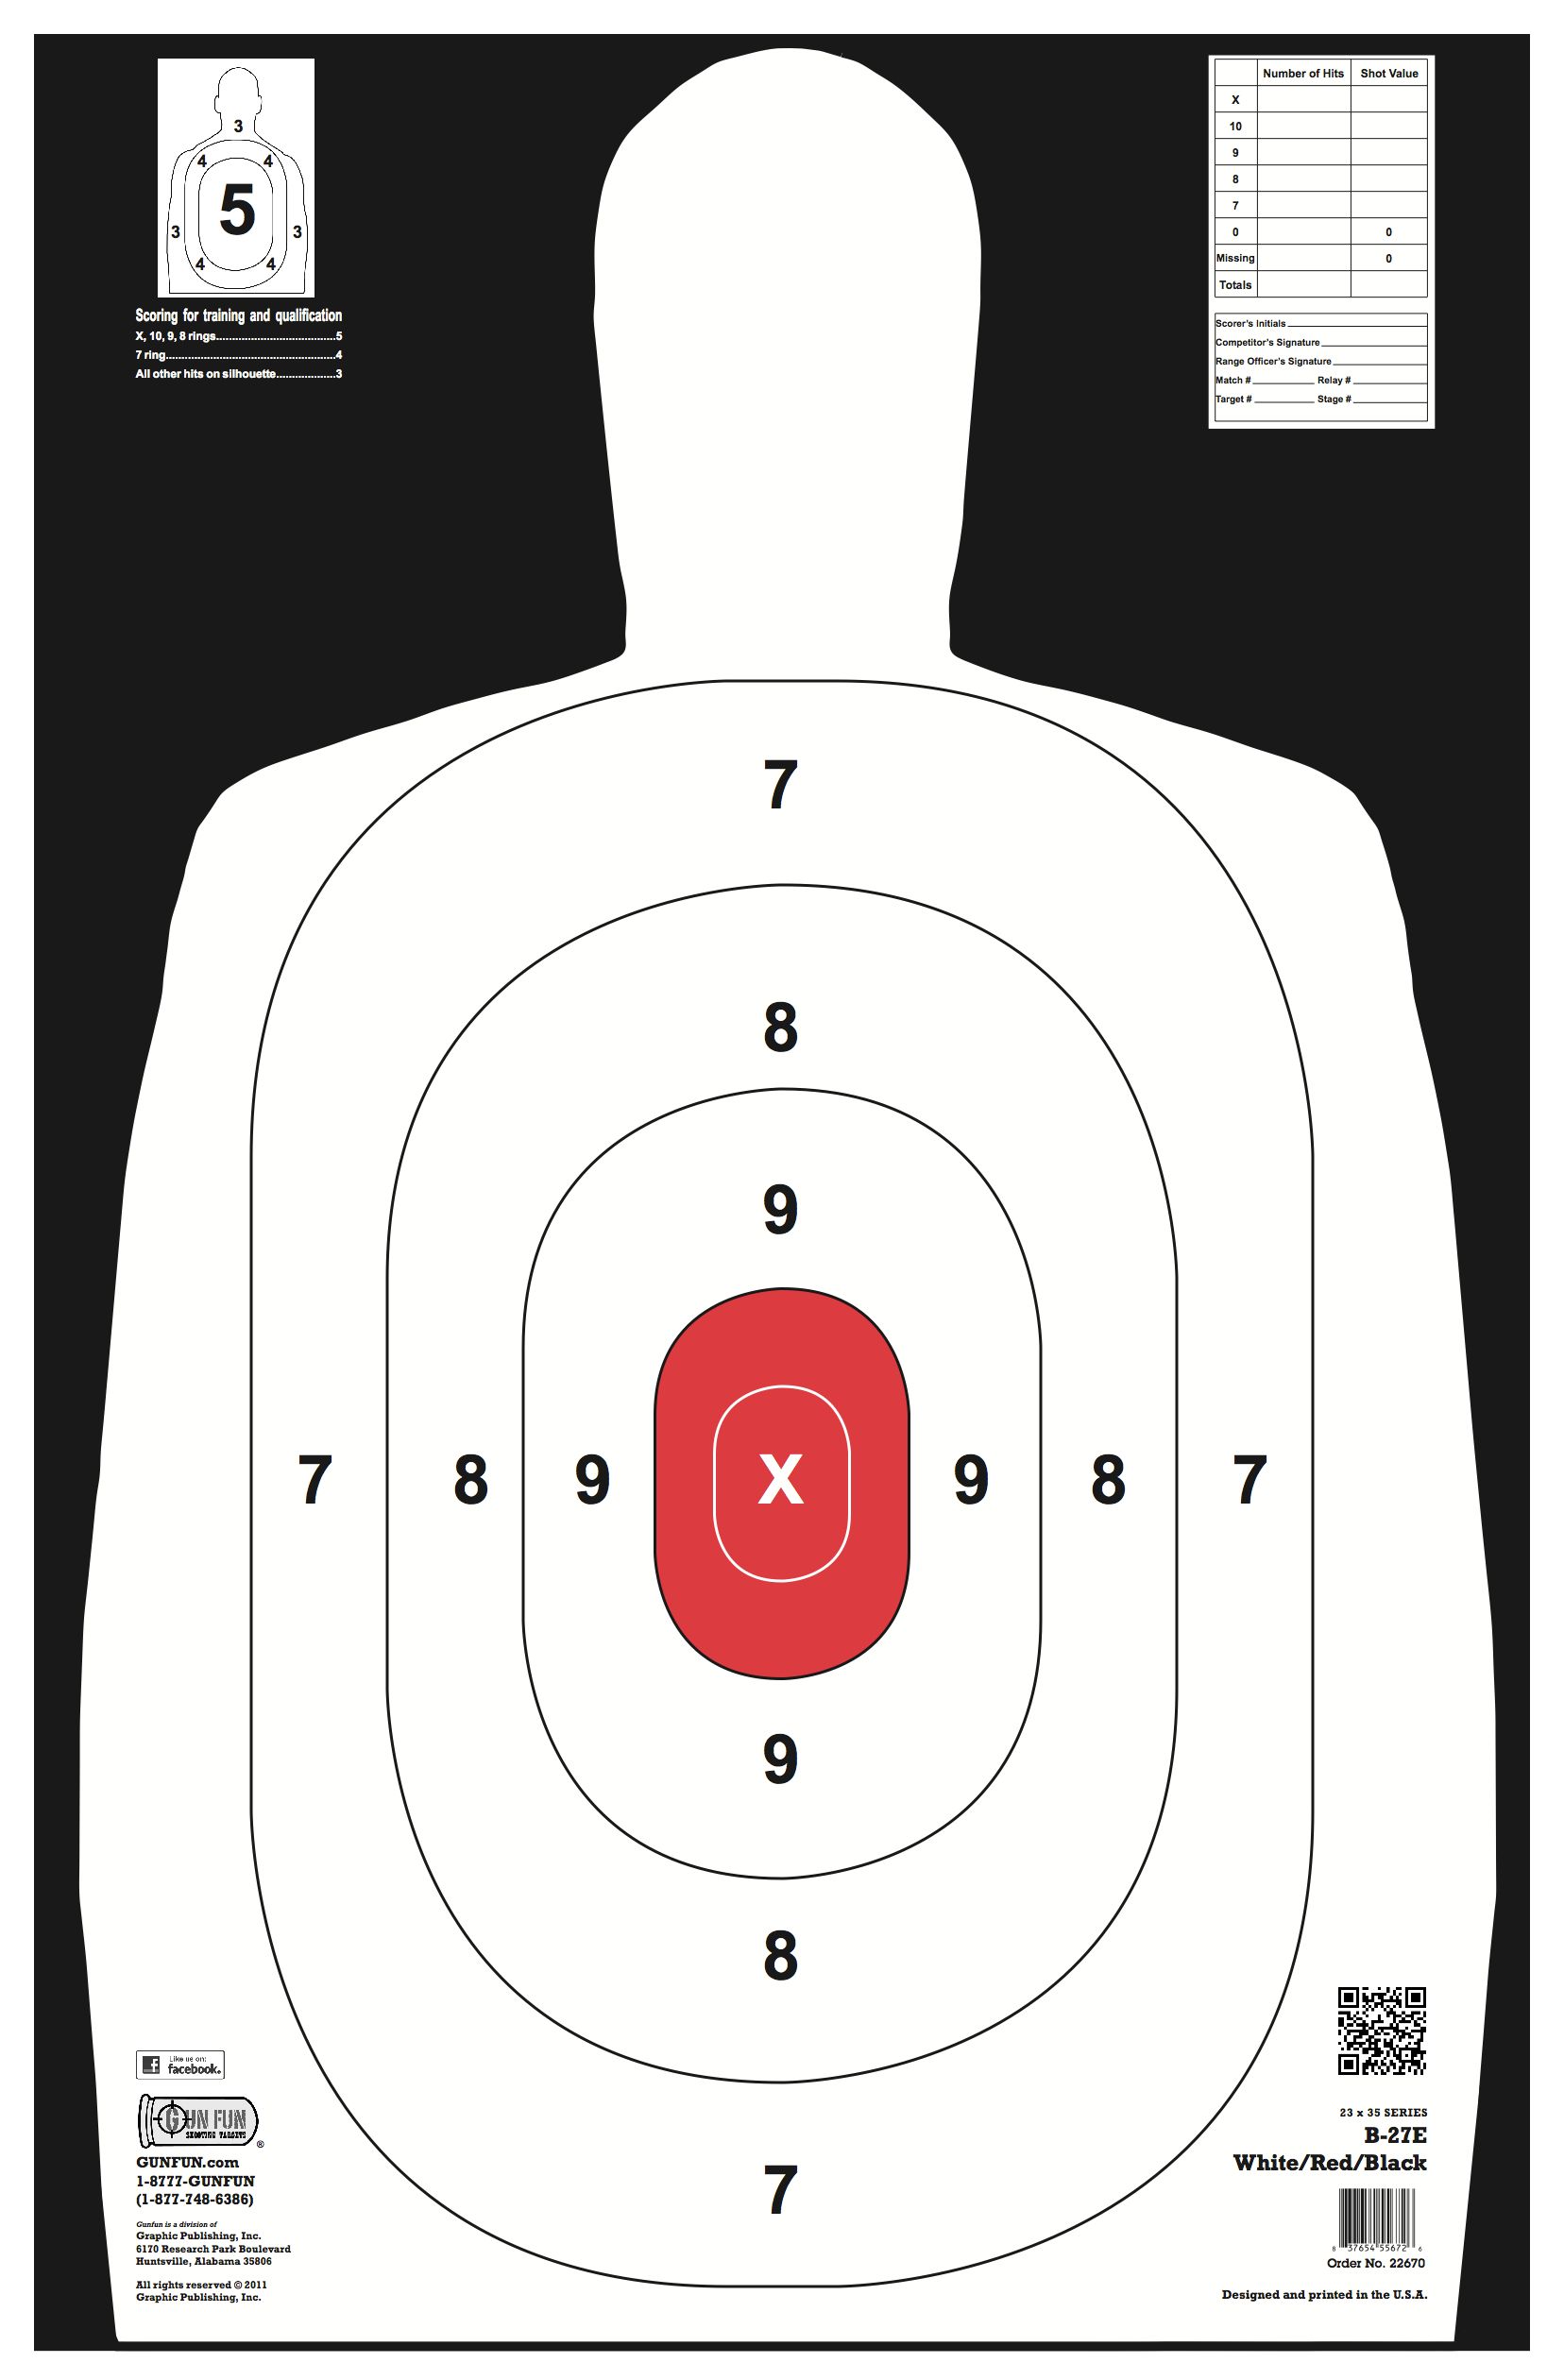 3
4 4
5
3 3
4 4
Scoring for training and qualification
X, 10, 9, 8 rings.....................................5
7 ring.....................................................4
All other hits on silhouette...................3
Number of Hits Shot Value
X
10
9
8
7
0 0
Missing 0
Totals
Scorer's Initials
Competitor's Signature
Range Officer's Signature
Match # Relay #
Target # Stage #
7
8
9
7 8 9 X 9 8 7
9
8
7
Like us on:
facebook.
GUN FUN
SHOOTING TARGETS
®
GUNFUN.com
1-8777-GUNFUN
(1-877-748-6386)
Gunfun is a division of
Graphic Publishing, Inc.
6170 Research Park Boulevard
Huntsville, Alabama 35806
All rights reserved © 2011
Graphic Publishing, Inc.
23 x 35 SERIES
B-27E
White/Red/Black
8 37654 55672 6
Order No. 22670
Designed and printed in the U.S.A.